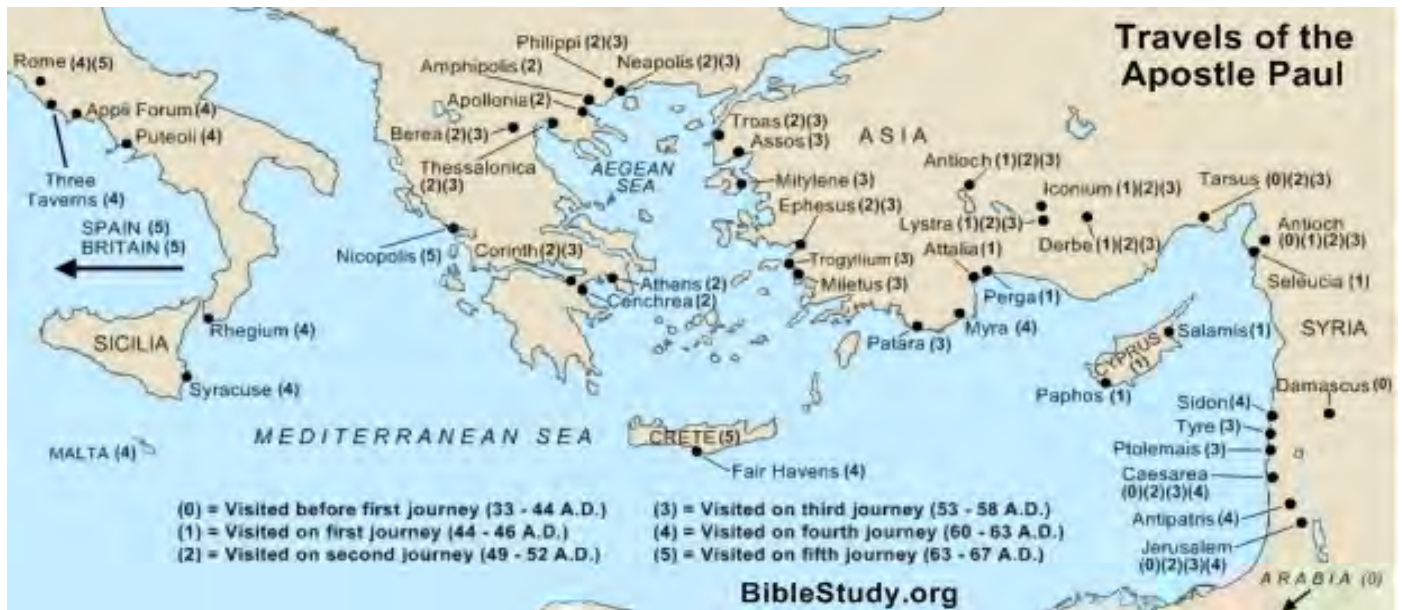 Travels of the
Apostle Paul
Rome (4)(5)
Appii Forum (4)
Puteoli (4)
Three
Taverns (4)
SPAIN (5)
BRITAIN (5)
Rhegium (4)
SICILIA
Syracuse (4)
MALTA (4)
Philippi (2)(3)
Neapolis (2)(3)
Amphipolis (2)
Apollonia (2)
Berea (2)(3)
Thessalonica
(2)(3)
AEGEAN
SEA
Nicopolis (5)
Corinth (2)(3)
Athens (2)
Cenchrea (2)
Troas (2)(3)
Assos (3)
ASIA
Mitylene (3)
Ephesus (2)(3)
Trogyllium (3)
Miletus (3)
Patara (3)
Antioch (1)(2)(3)
Iconium (1)(2)(3)
Lystra (1)(2)(3)
Derbe (1)(2)(3)
Attalia (1)
Perga (1)
Myra (4)
Tarsus (0)(2)(3)
Antioch
(0)(1)(2)(3)
Seleucia (1)
CYPRUS
(1)
Salamis (1)
Paphos (1)
SYRIA
Damascus (0)
Sidon (4)
Tyre (3)
Ptolemais (3)
Caesarea
(0)(2)(3)(4)
Antipatris (4)
Jerusalem
(0)(2)(3)(4)
ARABIA (0)
MEDITERRANEAN SEA
CRETE (5)
Fair Havens (4)
(0) = Visited before first journey (33 - 44 A.D.)
(1) = Visited on first journey (44 - 46 A.D.)
(2) = Visited on second journey (49 - 52 A.D.)
(3) = Visited on third journey (53 - 58 A.D.)
(4) = Visited on fourth journey (60 - 63 A.D.)
(5) = Visited on fifth journey (63 - 67 A.D.)
BibleStudy.org